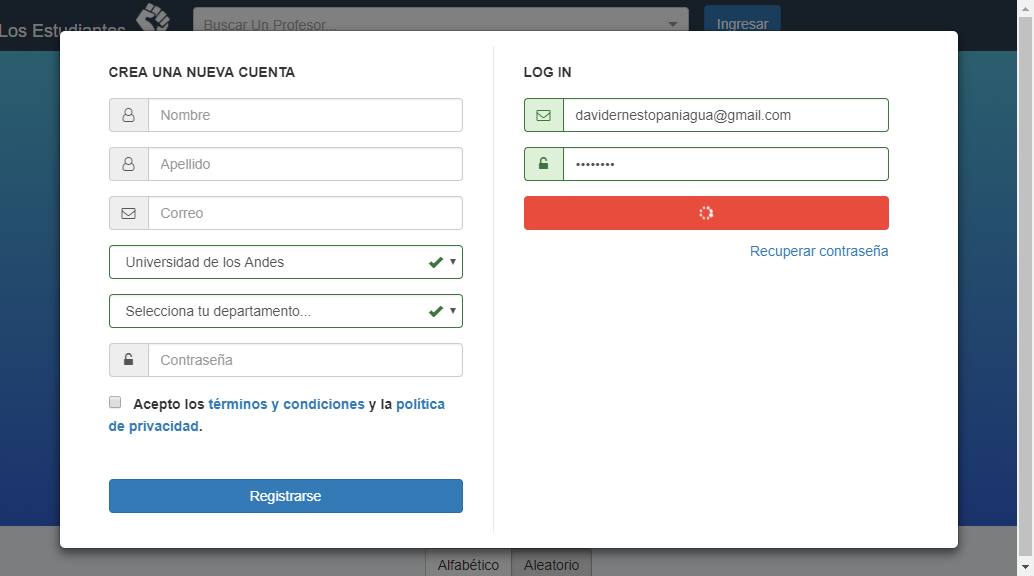 Los Estudiantes
Buscar Un Profesor...
Ingresar
CREA UNA NUEVA CUENTA
Nombre
Apellido
Correo
Universidad de los Andes
Selecciona tu departamento...
Contraseña
Acepto los términos y condiciones y la política
de privacidad.
Registrarse
LOG IN
davidernestopaniagua@gmail.com
••••••••
Recuperar contraseña
Alfabético
Aleatorio